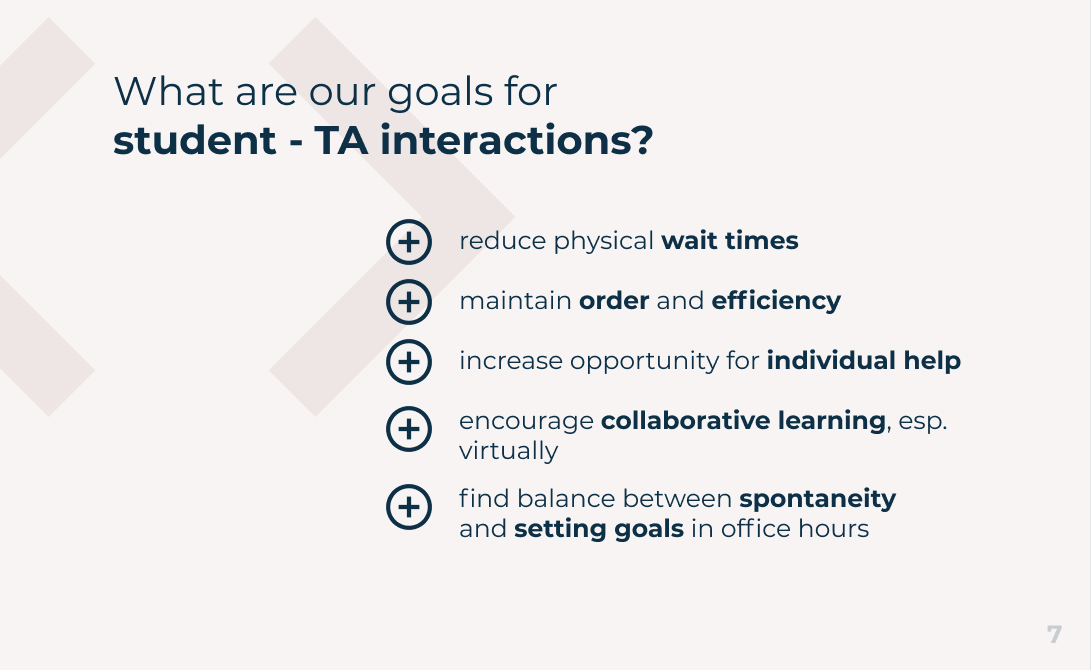 What are our goals for
student - TA interactions?
reduce physical wait times
maintain order and efficiency
increase opportunity for individual help
encourage collaborative learning, esp.
virtually
find balance between spontaneity
and setting goals in office hours
7